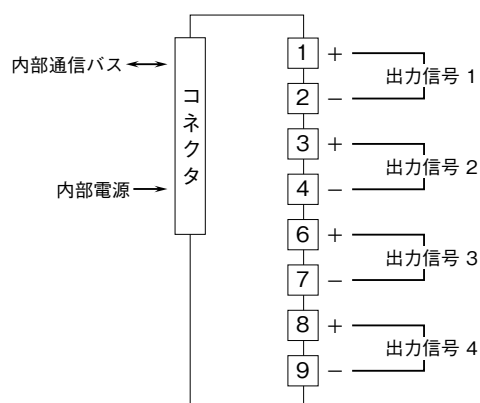 内部通信バス
内部電源
コネクタ
1 +
出力信号 1
2 −
3 +
出力信号 2
4 −
6 +
出力信号 3
7 −
8 +
出力信号 4
9 −